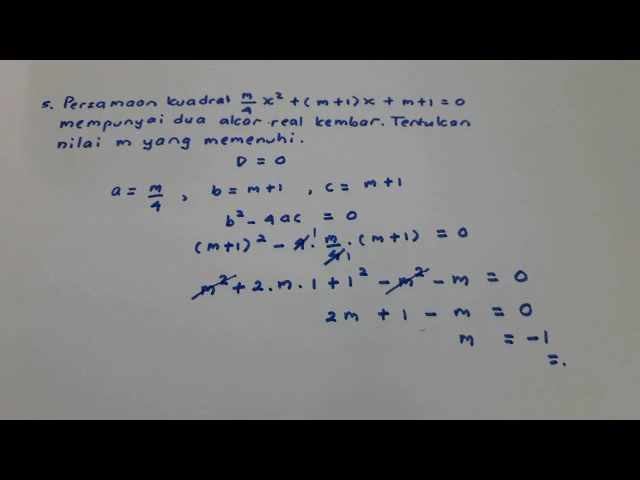 5. Persamaan kuadrat m/4 x² + (m+1)x + m+1 = 0
mempunyai dua akar real kembar. Tentukan
nilai m yang memenuhi.
D = 0
a = m/4 , b = m+1 , c = m+1
b² - 4ac = 0
(m+1)² - 4 . m/4 . (m+1) = 0
m² + 2.m.1 + 1² - m² - m = 0
2m + 1 - m = 0
m = -1